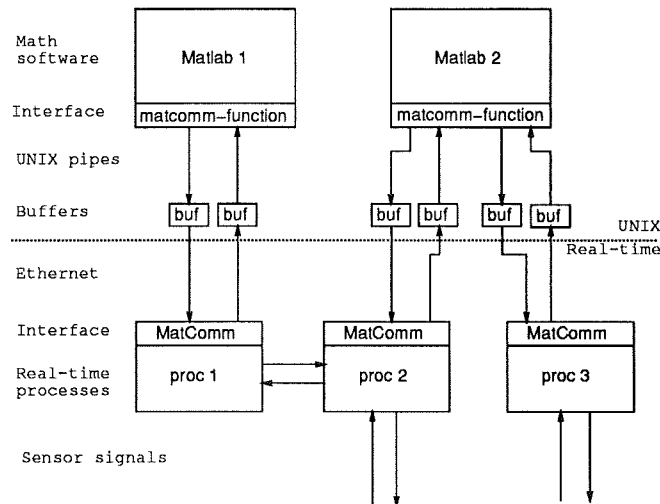 Math
software
Matlab 1
Matlab 2
Interface
matcomm-function
matcomm-function
UNIX pipes
Buffers
buf
buf
buf
buf
buf
buf
UNIX
Real-time
Ethernet
Interface
MatComm
MatComm
MatComm
Real-time
processes
proc 1
proc 2
proc 3
Sensor signals